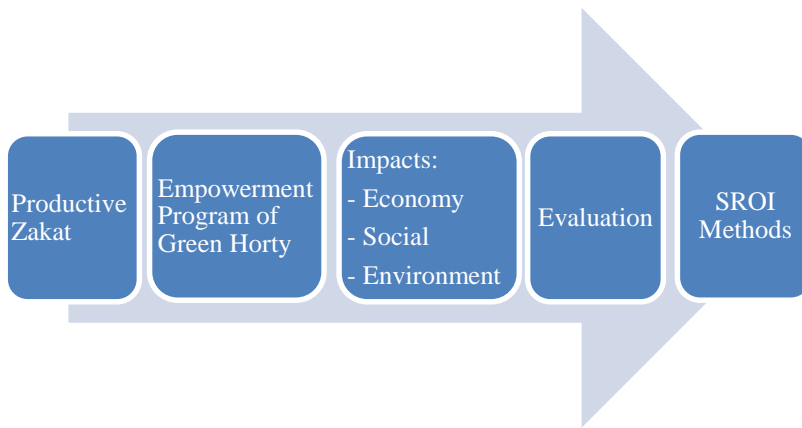 Productive
Zakat
Empowerment
Program of
Green Horty
Impacts:
- Economy
- Social
- Environment
Evaluation
SROI
Methods